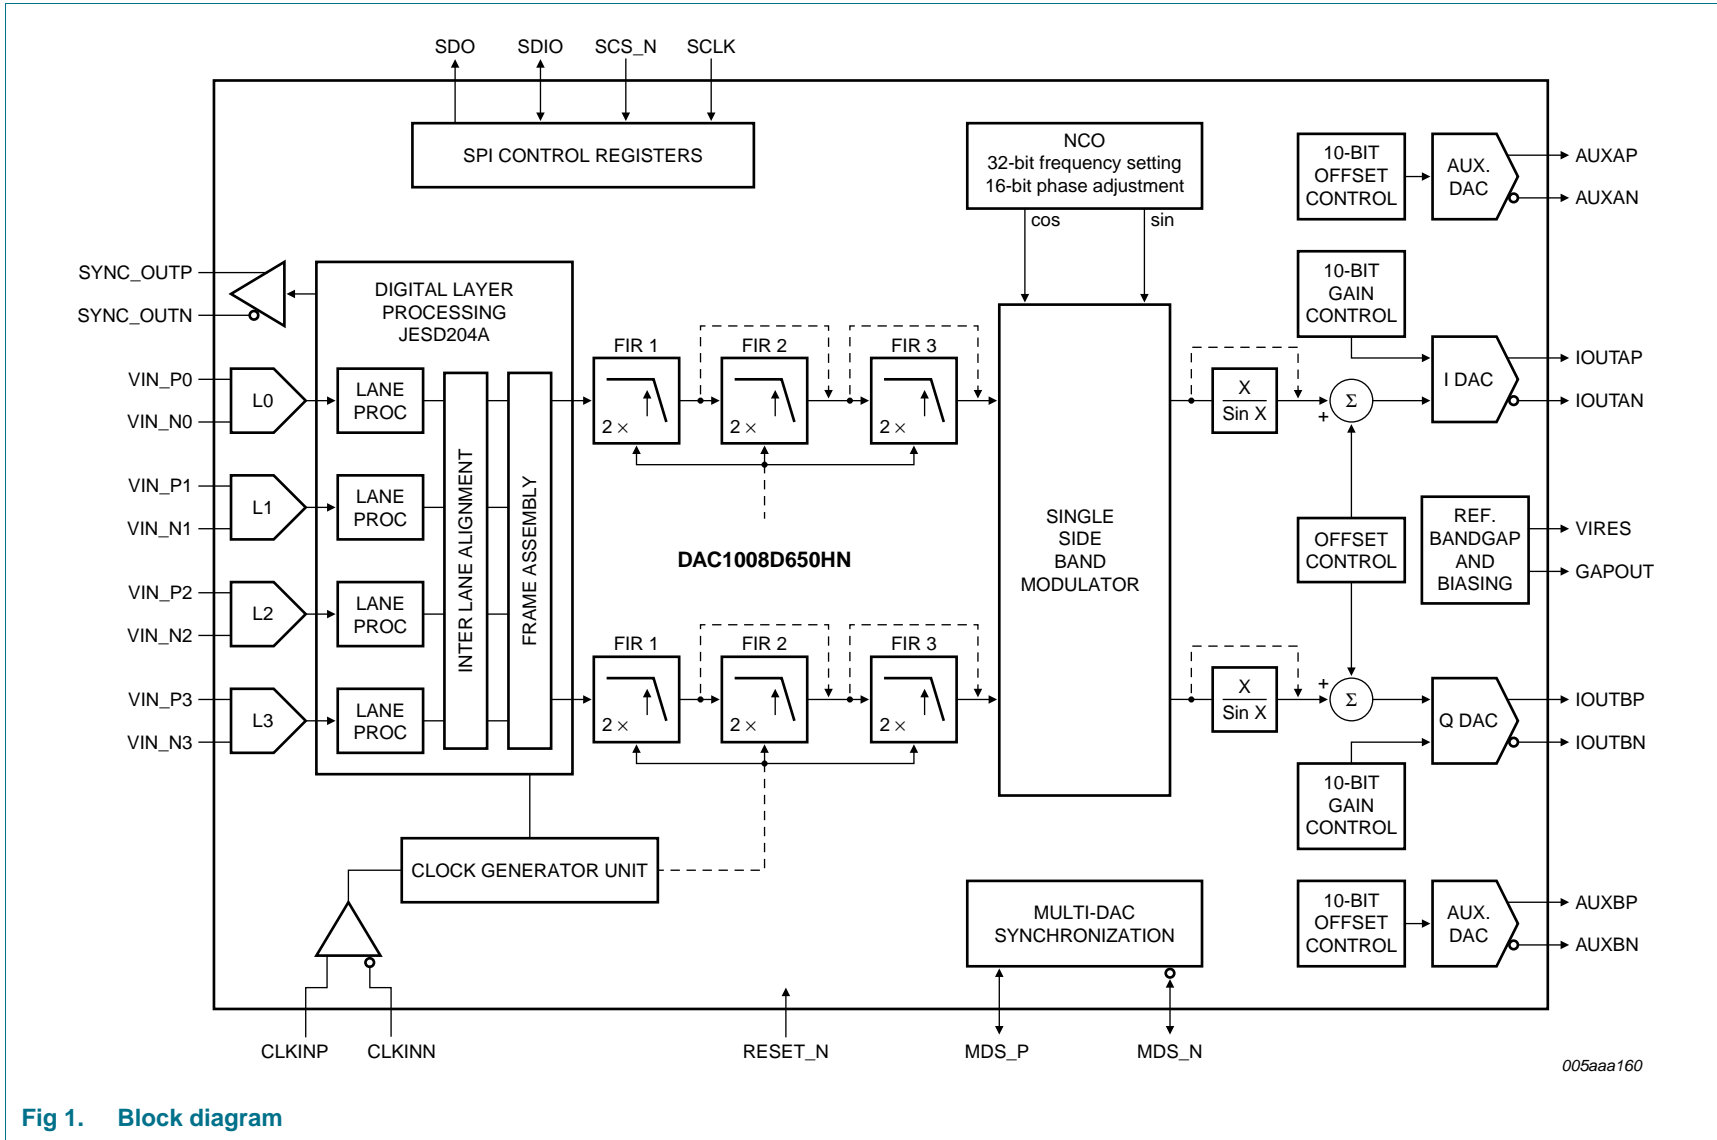 SDO
SDIO
SCS_N
SCLK
SPI CONTROL REGISTERS
NCO
32-bit frequency setting
16-bit phase adjustment
cos
sin
10-BIT
OFFSET
CONTROL
AUX.
DAC
AUXAP
AUXAN
SYNC_OUTP
SYNC_OUTN
DIGITAL LAYER
PROCESSING
JESD204A
10-BIT
GAIN
CONTROL
VIN_P0
VIN_N0
L0
LANE
PROC
FIR 1
2 ×
FIR 2
2 ×
FIR 3
2 ×
X
Sin X
+
Σ
I DAC
IOUTAP
IOUTAN
VIN_P1
VIN_N1
L1
LANE
PROC
INTER LANE ALIGNMENT
FRAME ASSEMBLY
DAC1008D650HN
SINGLE
SIDE
BAND
MODULATOR
OFFSET
CONTROL
REF.
BANDGAP
AND
BIASING
VIRES
GAPOUT
VIN_P2
VIN_N2
L2
LANE
PROC
VIN_P3
VIN_N3
L3
LANE
PROC
FIR 1
2 ×
FIR 2
2 ×
FIR 3
2 ×
X
Sin X
+
Σ
Q DAC
IOUTBP
IOUTBN
10-BIT
GAIN
CONTROL
CLOCK GENERATOR UNIT
MULTI-DAC
SYNCHRONIZATION
10-BIT
OFFSET
CONTROL
AUX.
DAC
AUXBP
AUXBN
CLKINP
CLKINN
RESET_N
MDS_P
MDS_N
005aaa160
Fig 1. Block diagram